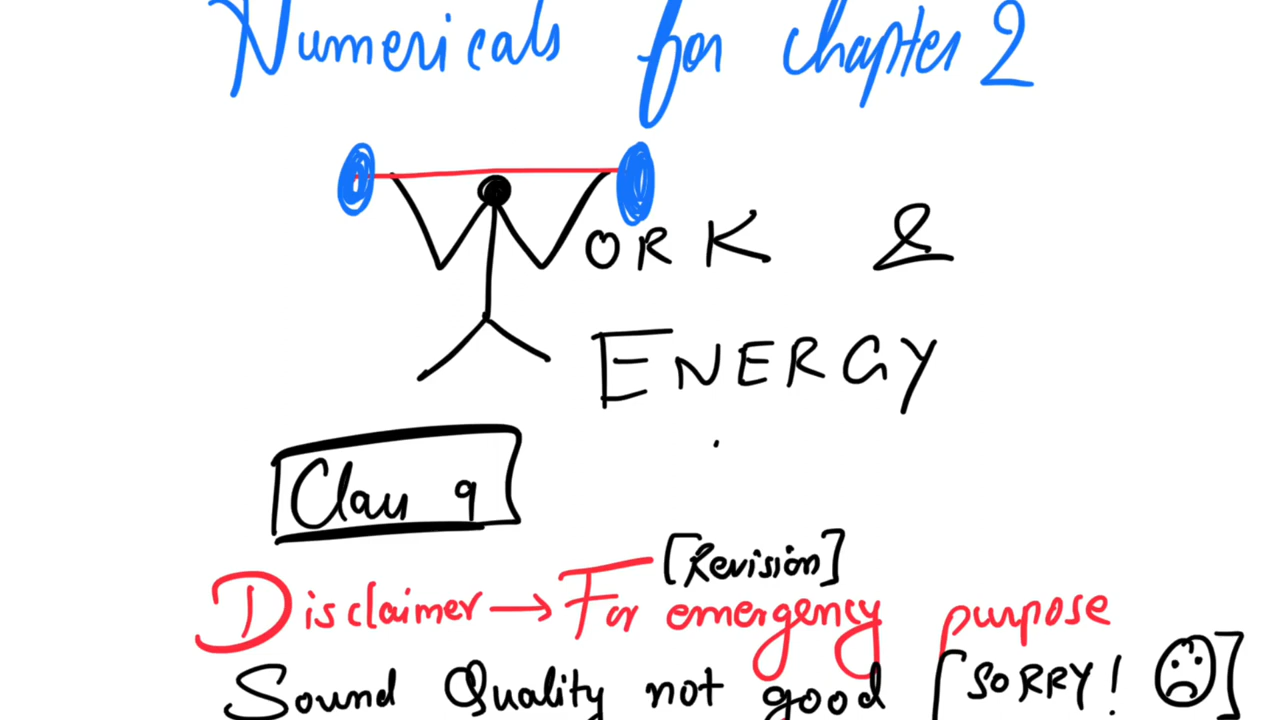 Numericals for chapter 2
WORK &
ENERGY
Class 9
[Revision]
Disclaimer → For emergency purpose
Sound Quality not good [SORRY! ☹]